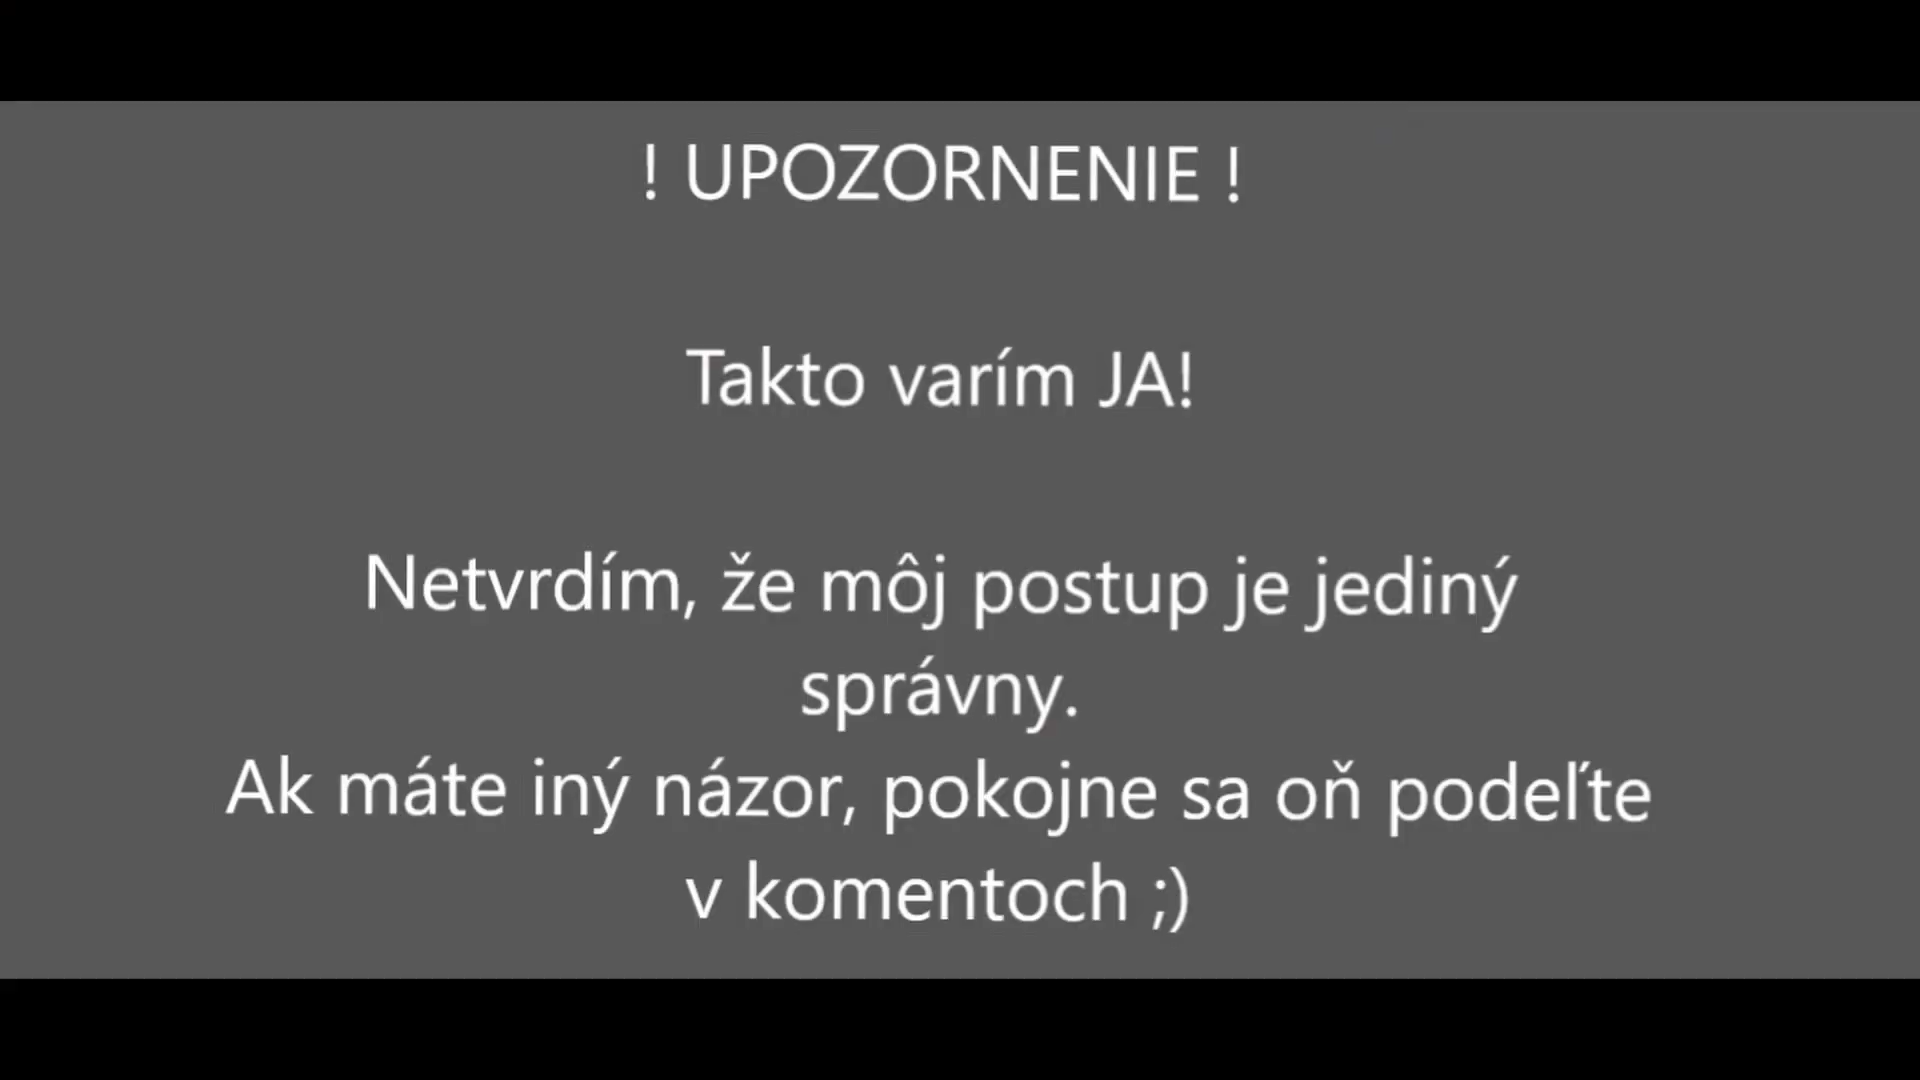 ! UPOZORNENIE !
Takto varím JA!
Netvrdím, že môj postup je jediný
správny.
Ak máte iný názor, pokojne sa oň podeľte
v komentoch ;)